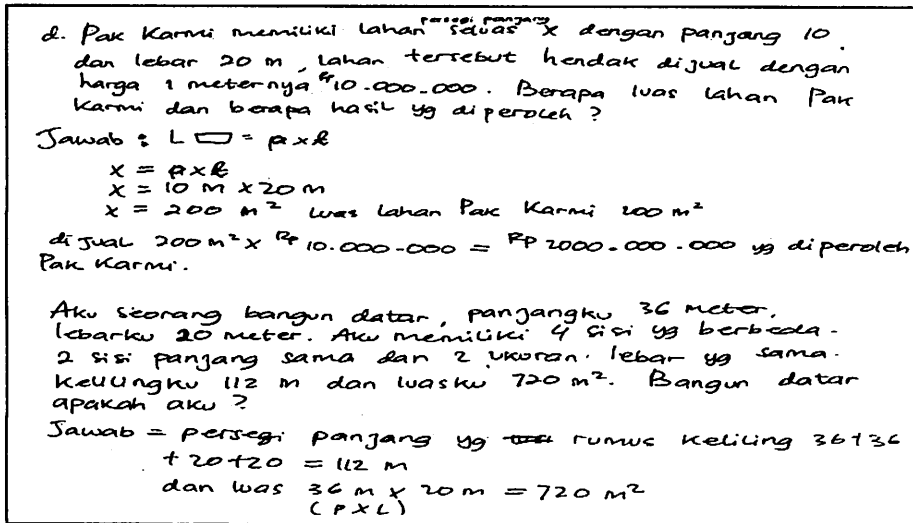 d. Pak Karmi memiliki lahan persegi panjang seluas x dengan panjang 10
dan lebar 20 m, lahan tersebut hendak dijual dengan
harga 1 meternya Rp 10.000.000. Berapa luas lahan Pak
Karmi dan berapa hasil yg diperoleh?
Jawab : L ▭ = p x l
x = p x l
x = 10 m x 20 m
x = 200 m² luas lahan Pak Karmi 200 m²
dijual 200 m² x Rp 10.000.000 = Rp 2000.000.000 yg diperoleh
Pak Karmi.
Aku seorang bangun datar, panjangku 36 meter,
lebarku 20 meter. Aku memiliki 4 sisi yg berbeda.
2 sisi panjang sama dan 2 ukuran lebar yg sama.
Kelilingku 112 m dan luasku 720 m². Bangun datar
apakah aku?
Jawab = persegi panjang yg rumus keliling 36+36
+ 20+20 = 112 m
dan luas 36 m x 20 m = 720 m²
(P X L)